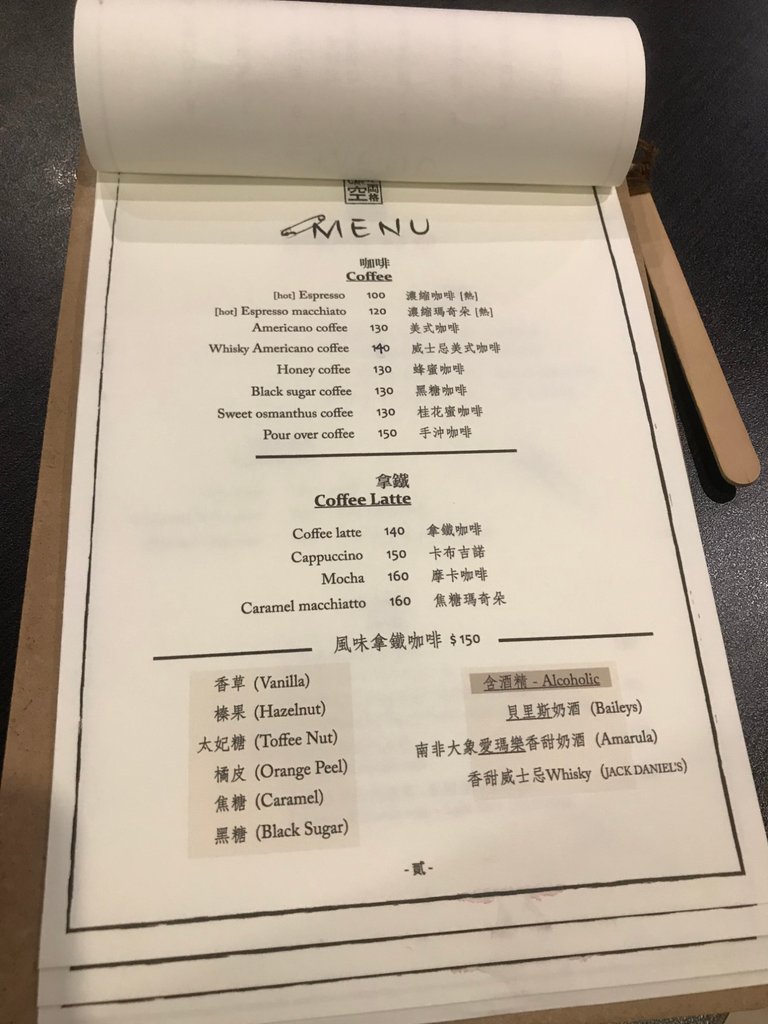 空 格
MENU
咖啡
Coffee
[hot] Espresso 100 濃縮咖啡 [熱]
[hot] Espresso macchiato 120 濃縮瑪奇朵 [熱]
Americano coffee 130 美式咖啡
Whisky Americano coffee 140 威士忌美式咖啡
Honey coffee 130 蜂蜜咖啡
Black sugar coffee 130 黑糖咖啡
Sweet osmanthus coffee 130 桂花蜜咖啡
Pour over coffee 150 手沖咖啡
拿鐵
Coffee Latte
Coffee latte 140 拿鐵咖啡
Cappuccino 150 卡布吉諾
Mocha 160 摩卡咖啡
Caramel macchiatto 160 焦糖瑪奇朵
風味拿鐵咖啡 $150
香草 (Vanilla)
榛果 (Hazelnut)
太妃糖 (Toffee Nut)
橘皮 (Orange Peel)
焦糖 (Caramel)
黑糖 (Black Sugar)
含酒精 - Alcoholic
貝里斯奶酒 (Baileys)
南非大象愛瑪樂香甜奶酒 (Amarula)
香甜威士忌Whisky (JACK DANIEL'S)
- 貳 -